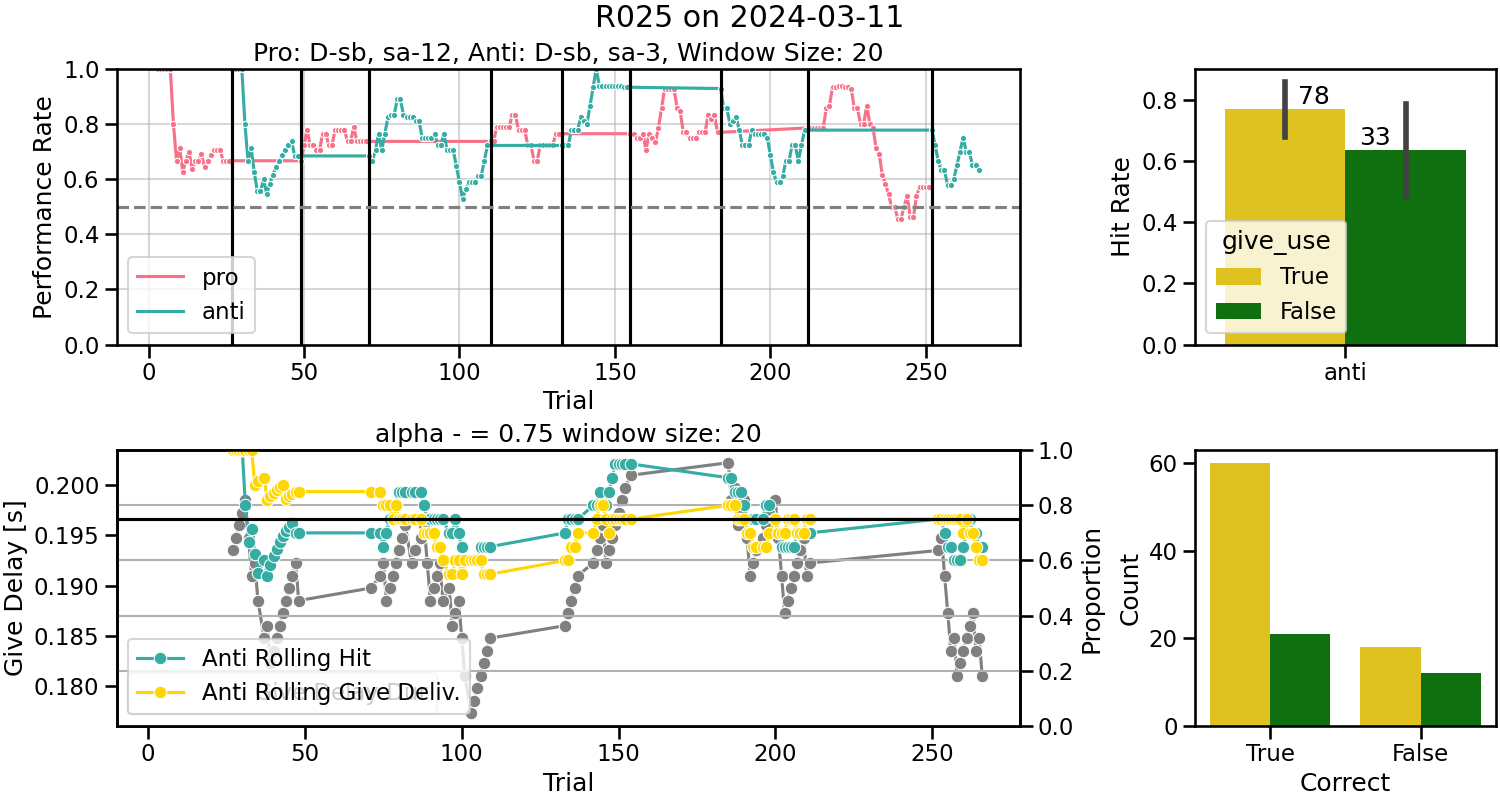 R025 on 2024-03-11
Pro: D-sb, sa-12, Anti: D-sb, sa-3, Window Size: 20
Performance Rate
1.0
0.8
0.6
0.4
0.2
0.0
pro
anti
0 50 100 150 200 250
Trial
Hit Rate
0.8
0.6
0.4
0.2
0.0
78
33
give_use
True
False
anti
alpha - = 0.75 window size: 20
Give Delay [s]
0.200
0.195
0.190
0.185
0.180
Anti Rolling Hit
Anti Rolling Give Deliv.
1.0
0.8
0.6
0.4
0.2
0.0
Proportion
0 50 100 150 200 250
Trial
Count
60
40
20
0
True False
Correct